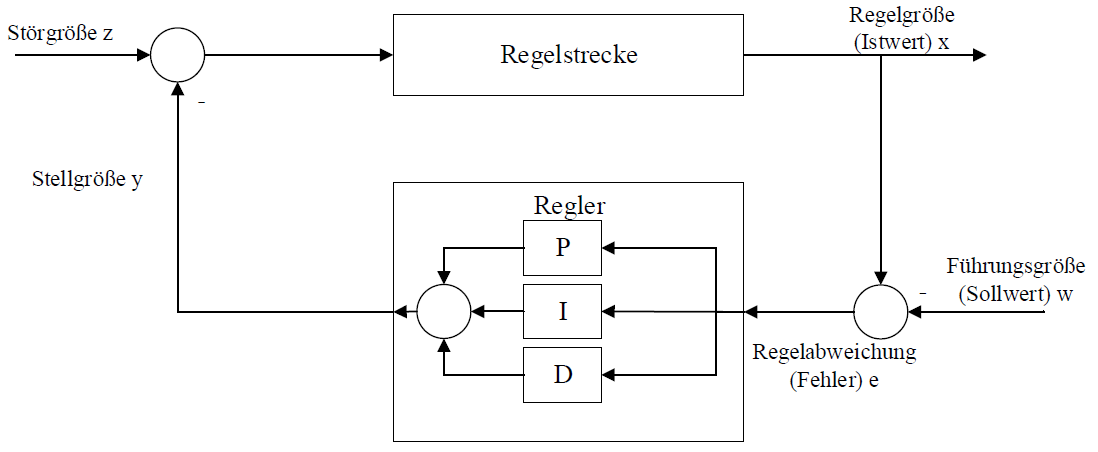 Störgröße z
Regelstrecke
Regelgröße
(Istwert) x
-
Stellgröße y
Regler
P
I
D
-
Führungsgröße
(Sollwert) w
Regelabweichung
(Fehler) e